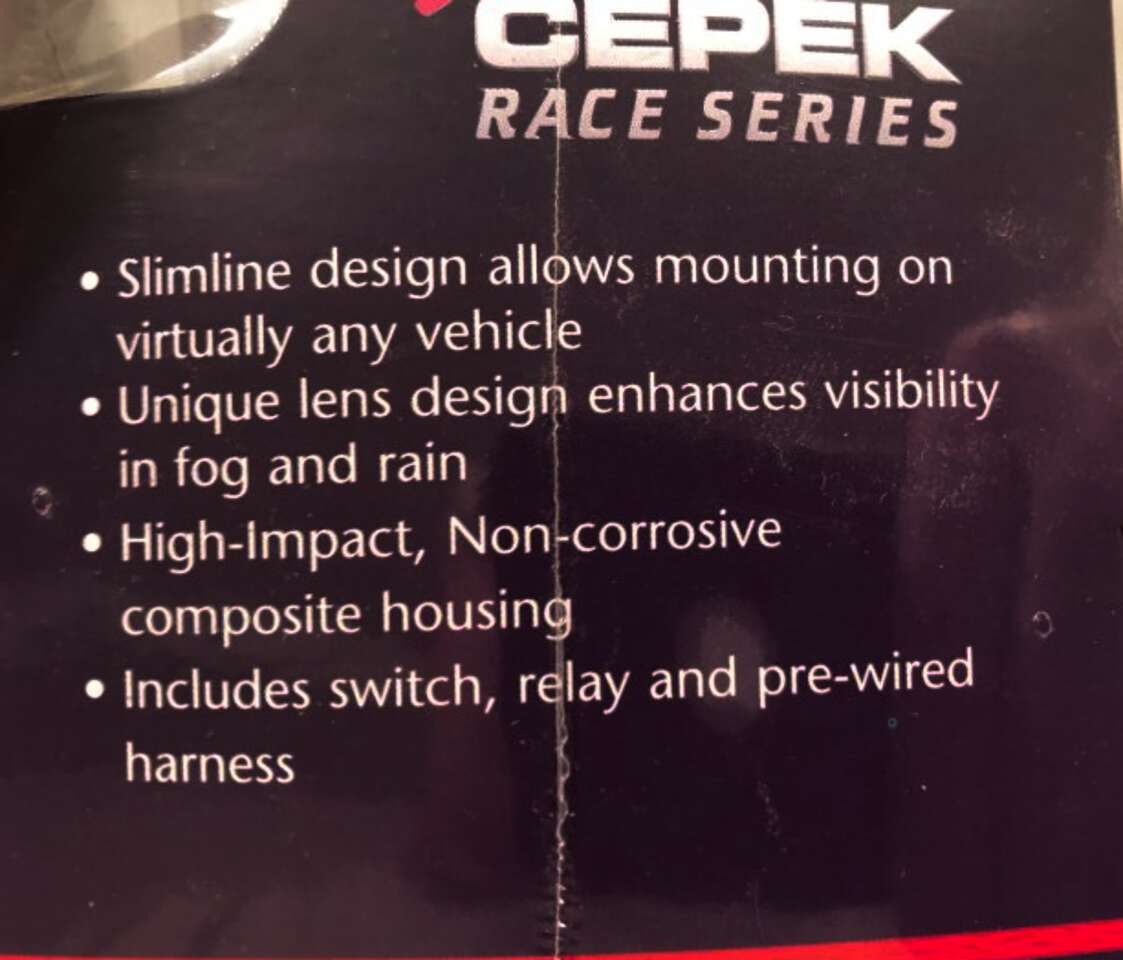 CEPEK
RACE SERIES
• Slimline design allows mounting on
virtually any vehicle
• Unique lens design enhances visibility
in fog and rain
• High-Impact, Non-corrosive
composite housing
• Includes switch, relay and pre-wired
harness